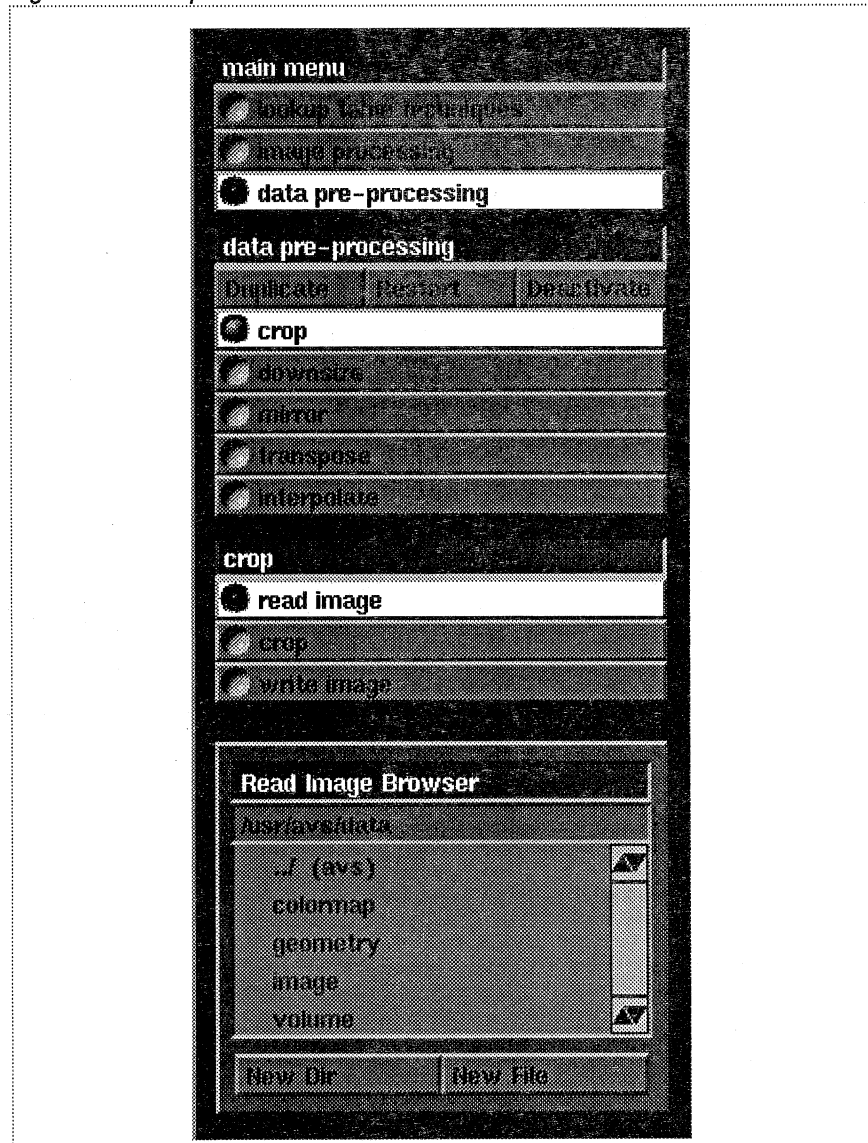 main menu
lookup table techniques
image processing
data pre-processing
data pre-processing
Duplicate Restart Deactivate
crop
downsize
mirror
transpose
interpolate
crop
read image
crop
write image
Read Image Browser
/usr/avs/data
../ (avs)
colormap
geometry
image
volume
New Dir New File